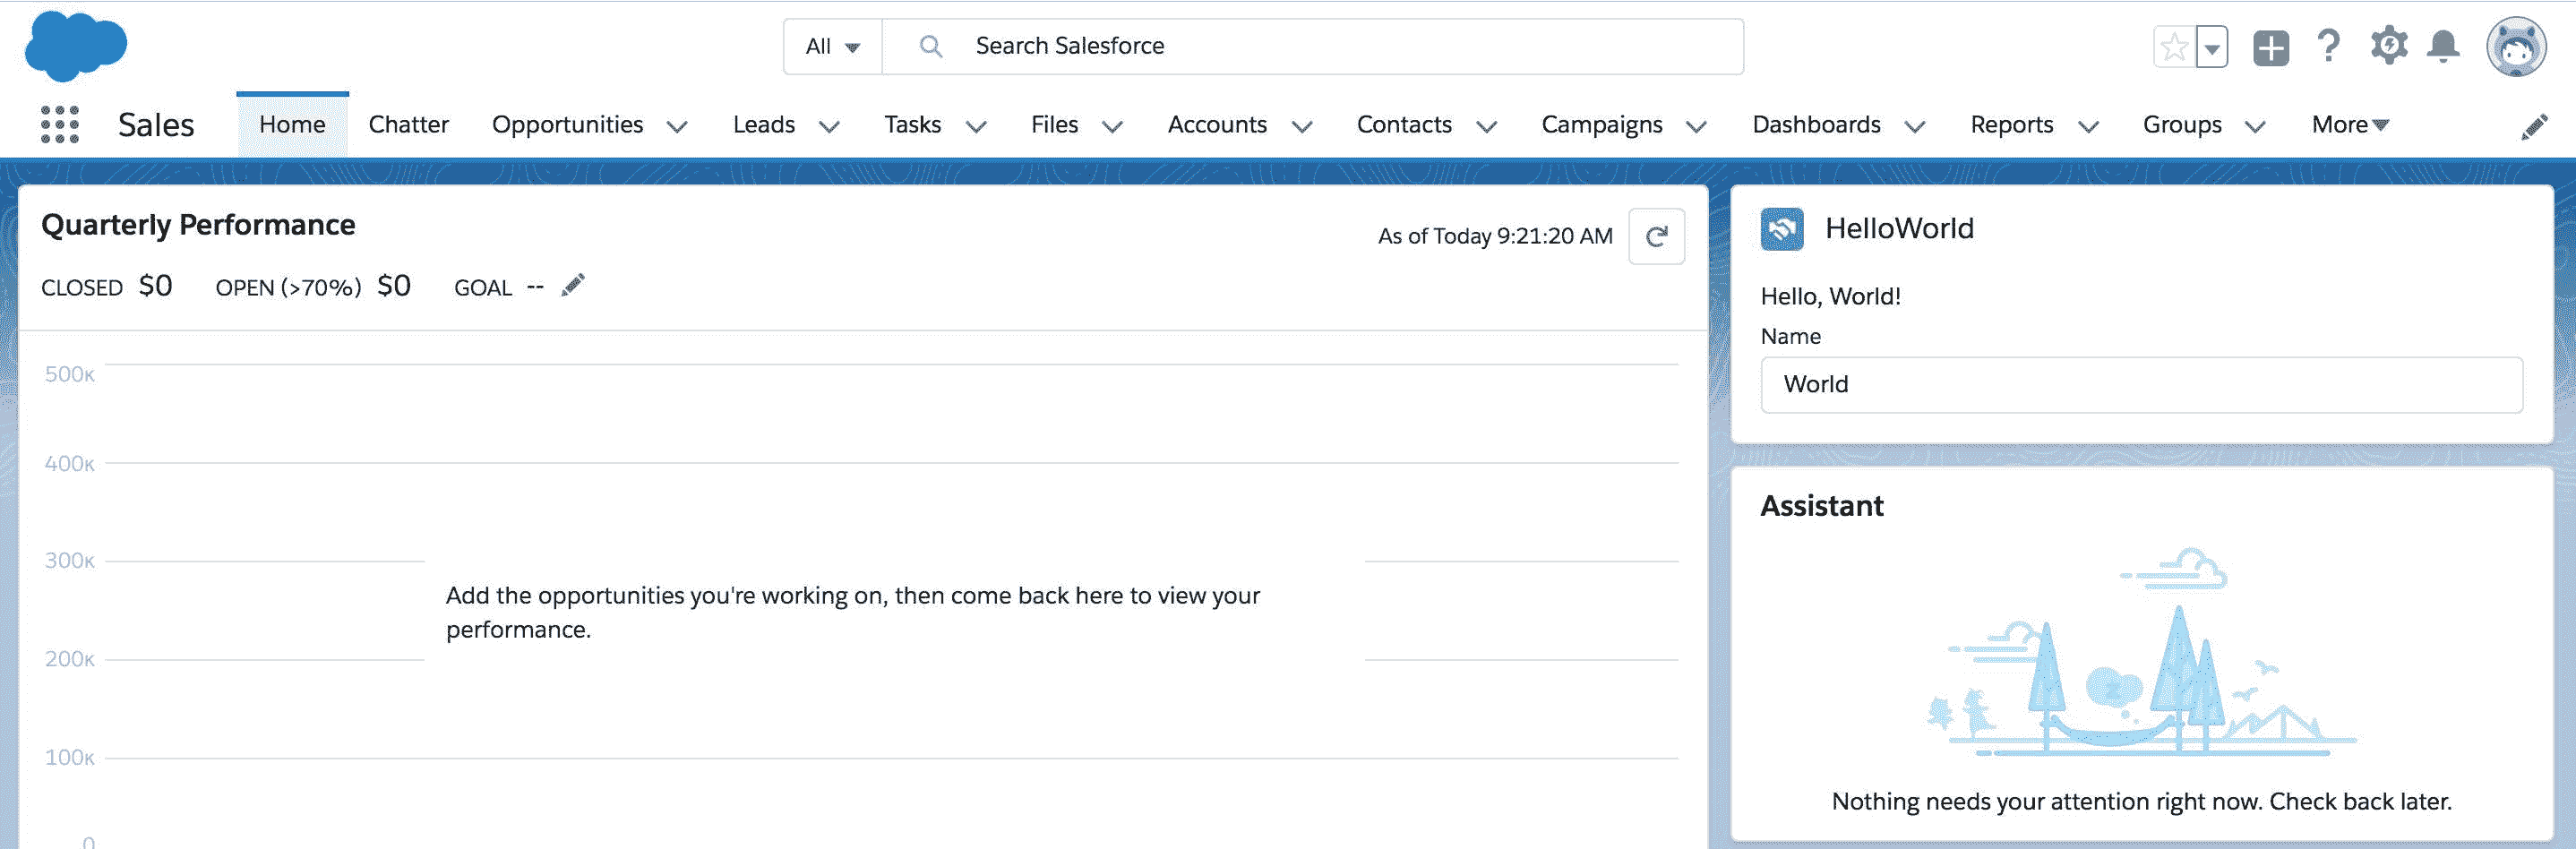 All Search Salesforce
Sales Home Chatter Opportunities Leads Tasks Files Accounts Contacts Campaigns Dashboards Reports Groups More
Quarterly Performance
As of Today 9:21:20 AM
CLOSED $0 OPEN (>70%) $0 GOAL --
500K
400K
300K
Add the opportunities you're working on, then come back here to view your
performance.
200K
100K
0
HelloWorld
Hello, World!
Name
World
Assistant
z
Nothing needs your attention right now. Check back later.